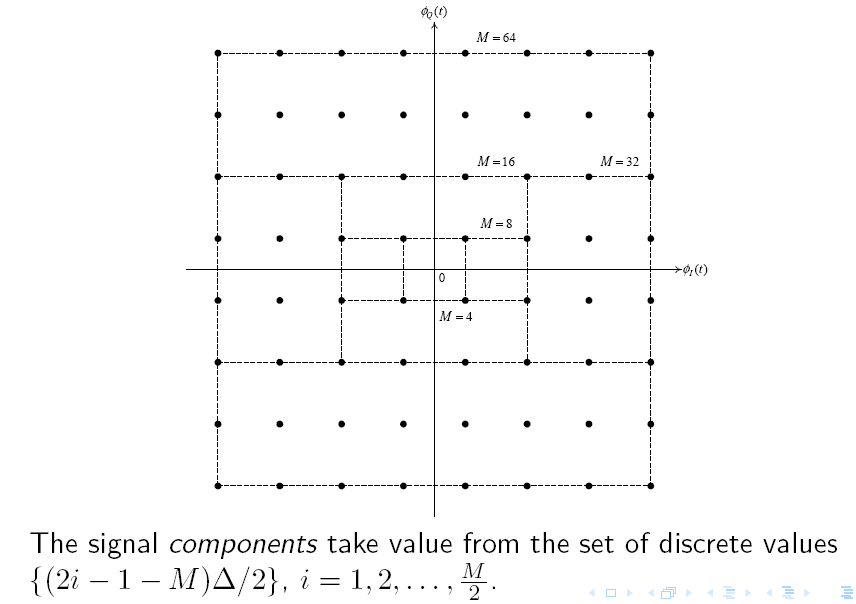 ϕ_Q(t)
M = 64
M = 16
M = 32
M = 8
ϕ_I(t)
0
M = 4
The signal components take value from the set of discrete values
{(2i − 1 − M)Δ/2}, i = 1, 2, . . . , M/2.